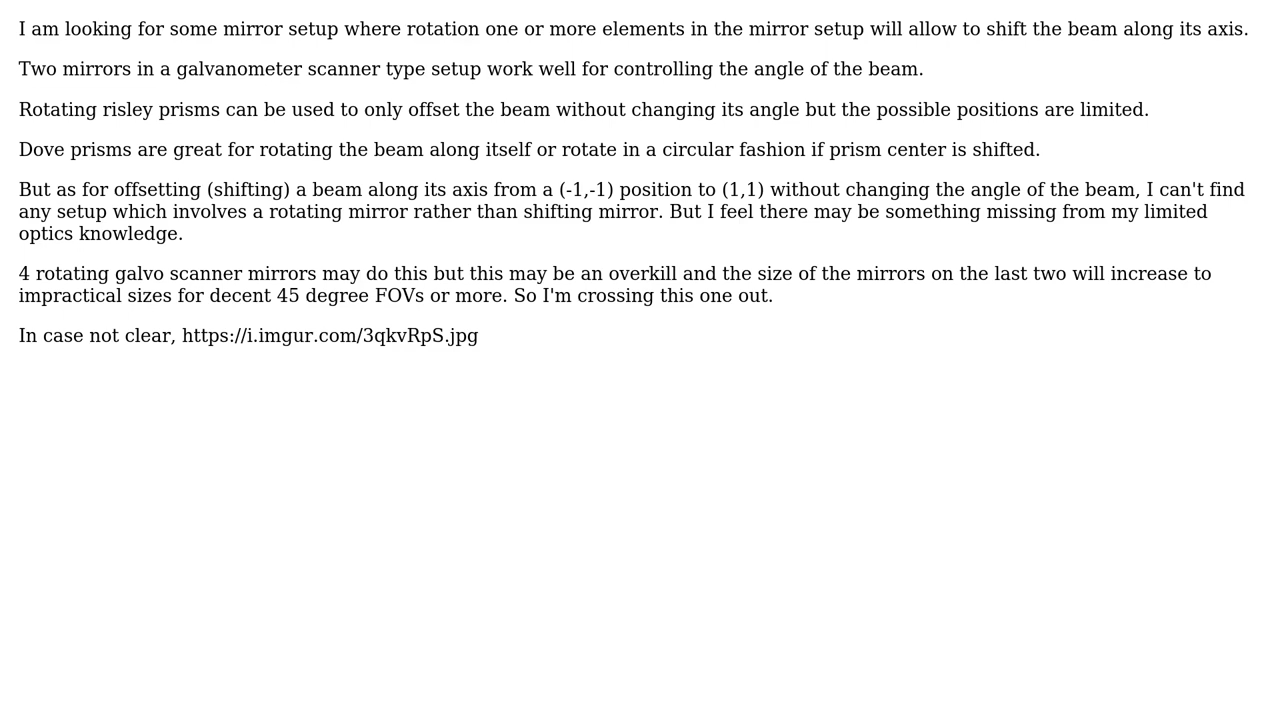 I am looking for some mirror setup where rotation one or more elements in the mirror setup will allow to shift the beam along its axis.
Two mirrors in a galvanometer scanner type setup work well for controlling the angle of the beam.
Rotating risley prisms can be used to only offset the beam without changing its angle but the possible positions are limited.
Dove prisms are great for rotating the beam along itself or rotate in a circular fashion if prism center is shifted.
But as for offsetting (shifting) a beam along its axis from a (-1,-1) position to (1,1) without changing the angle of the beam, I can't find
any setup which involves a rotating mirror rather than shifting mirror. But I feel there may be something missing from my limited
optics knowledge.
4 rotating galvo scanner mirrors may do this but this may be an overkill and the size of the mirrors on the last two will increase to
impractical sizes for decent 45 degree FOVs or more. So I'm crossing this one out.
In case not clear, https://i.imgur.com/3qkvRpS.jpg